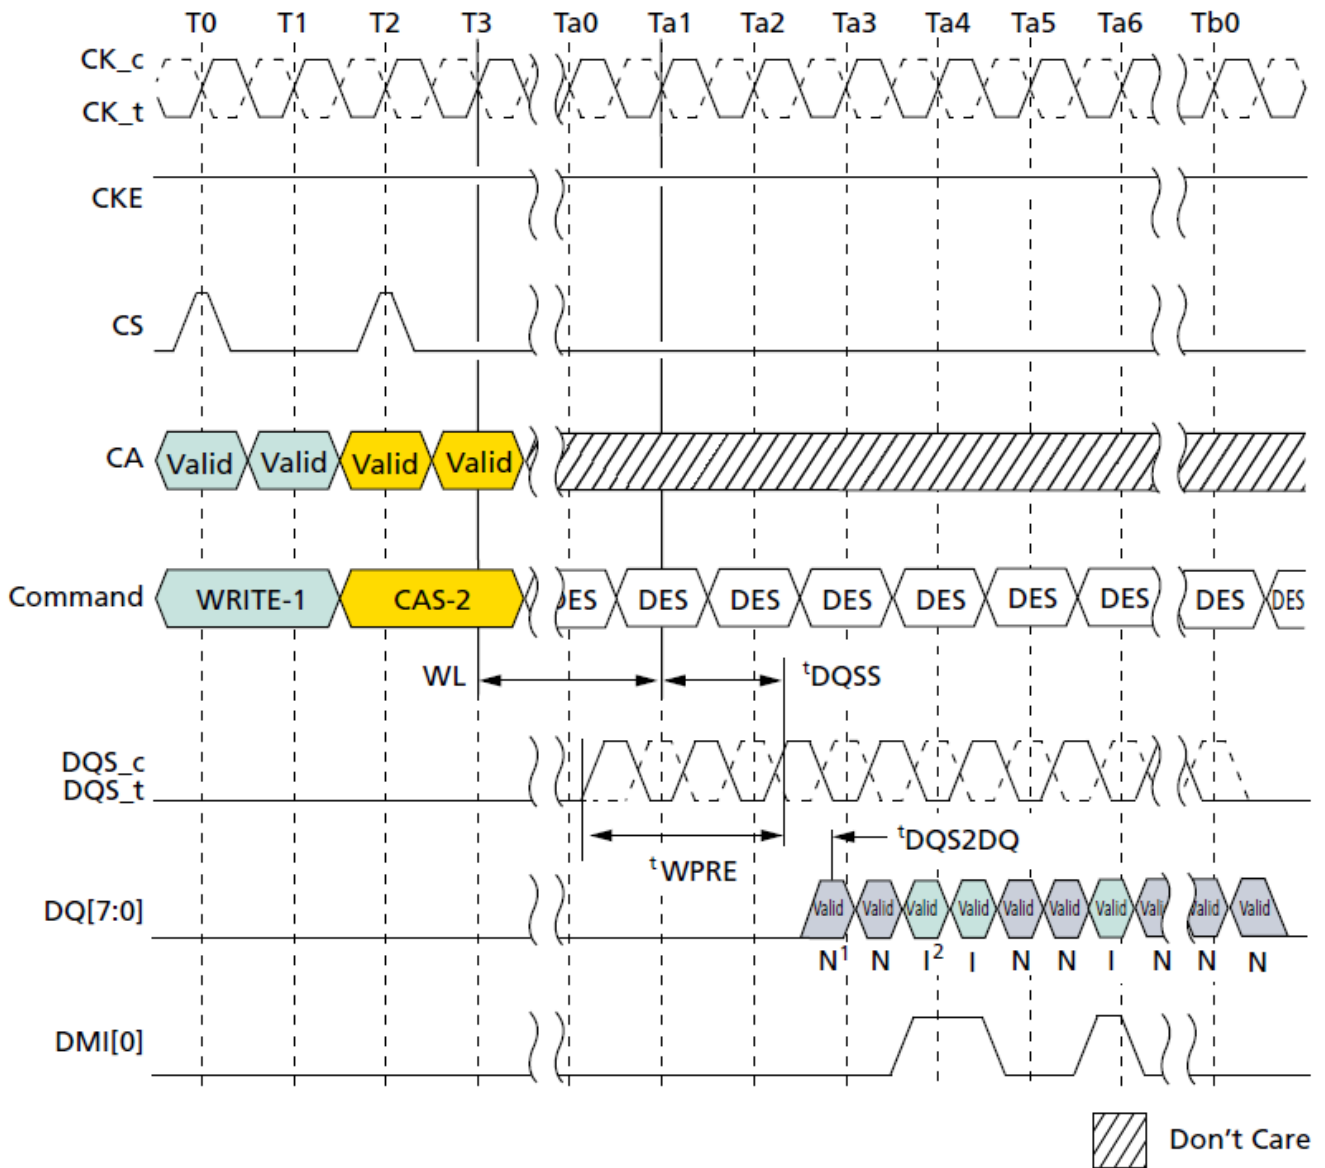 T0 T1 T2 T3 Ta0 Ta1 Ta2 Ta3 Ta4 Ta5 Ta6 Tb0
CK_c
CK_t
CKE
CS
CA Valid Valid Valid Valid
Command WRITE-1 CAS-2 DES DES DES DES DES DES DES DES DES
WL tDQSS
DQS_c
DQS_t
tDQS2DQ
tWPRE
DQ[7:0] Valid Valid Valid Valid Valid Valid Valid Valid Valid Valid
N1 N I2 I N N I N N N
DMI[0]
Don't Care